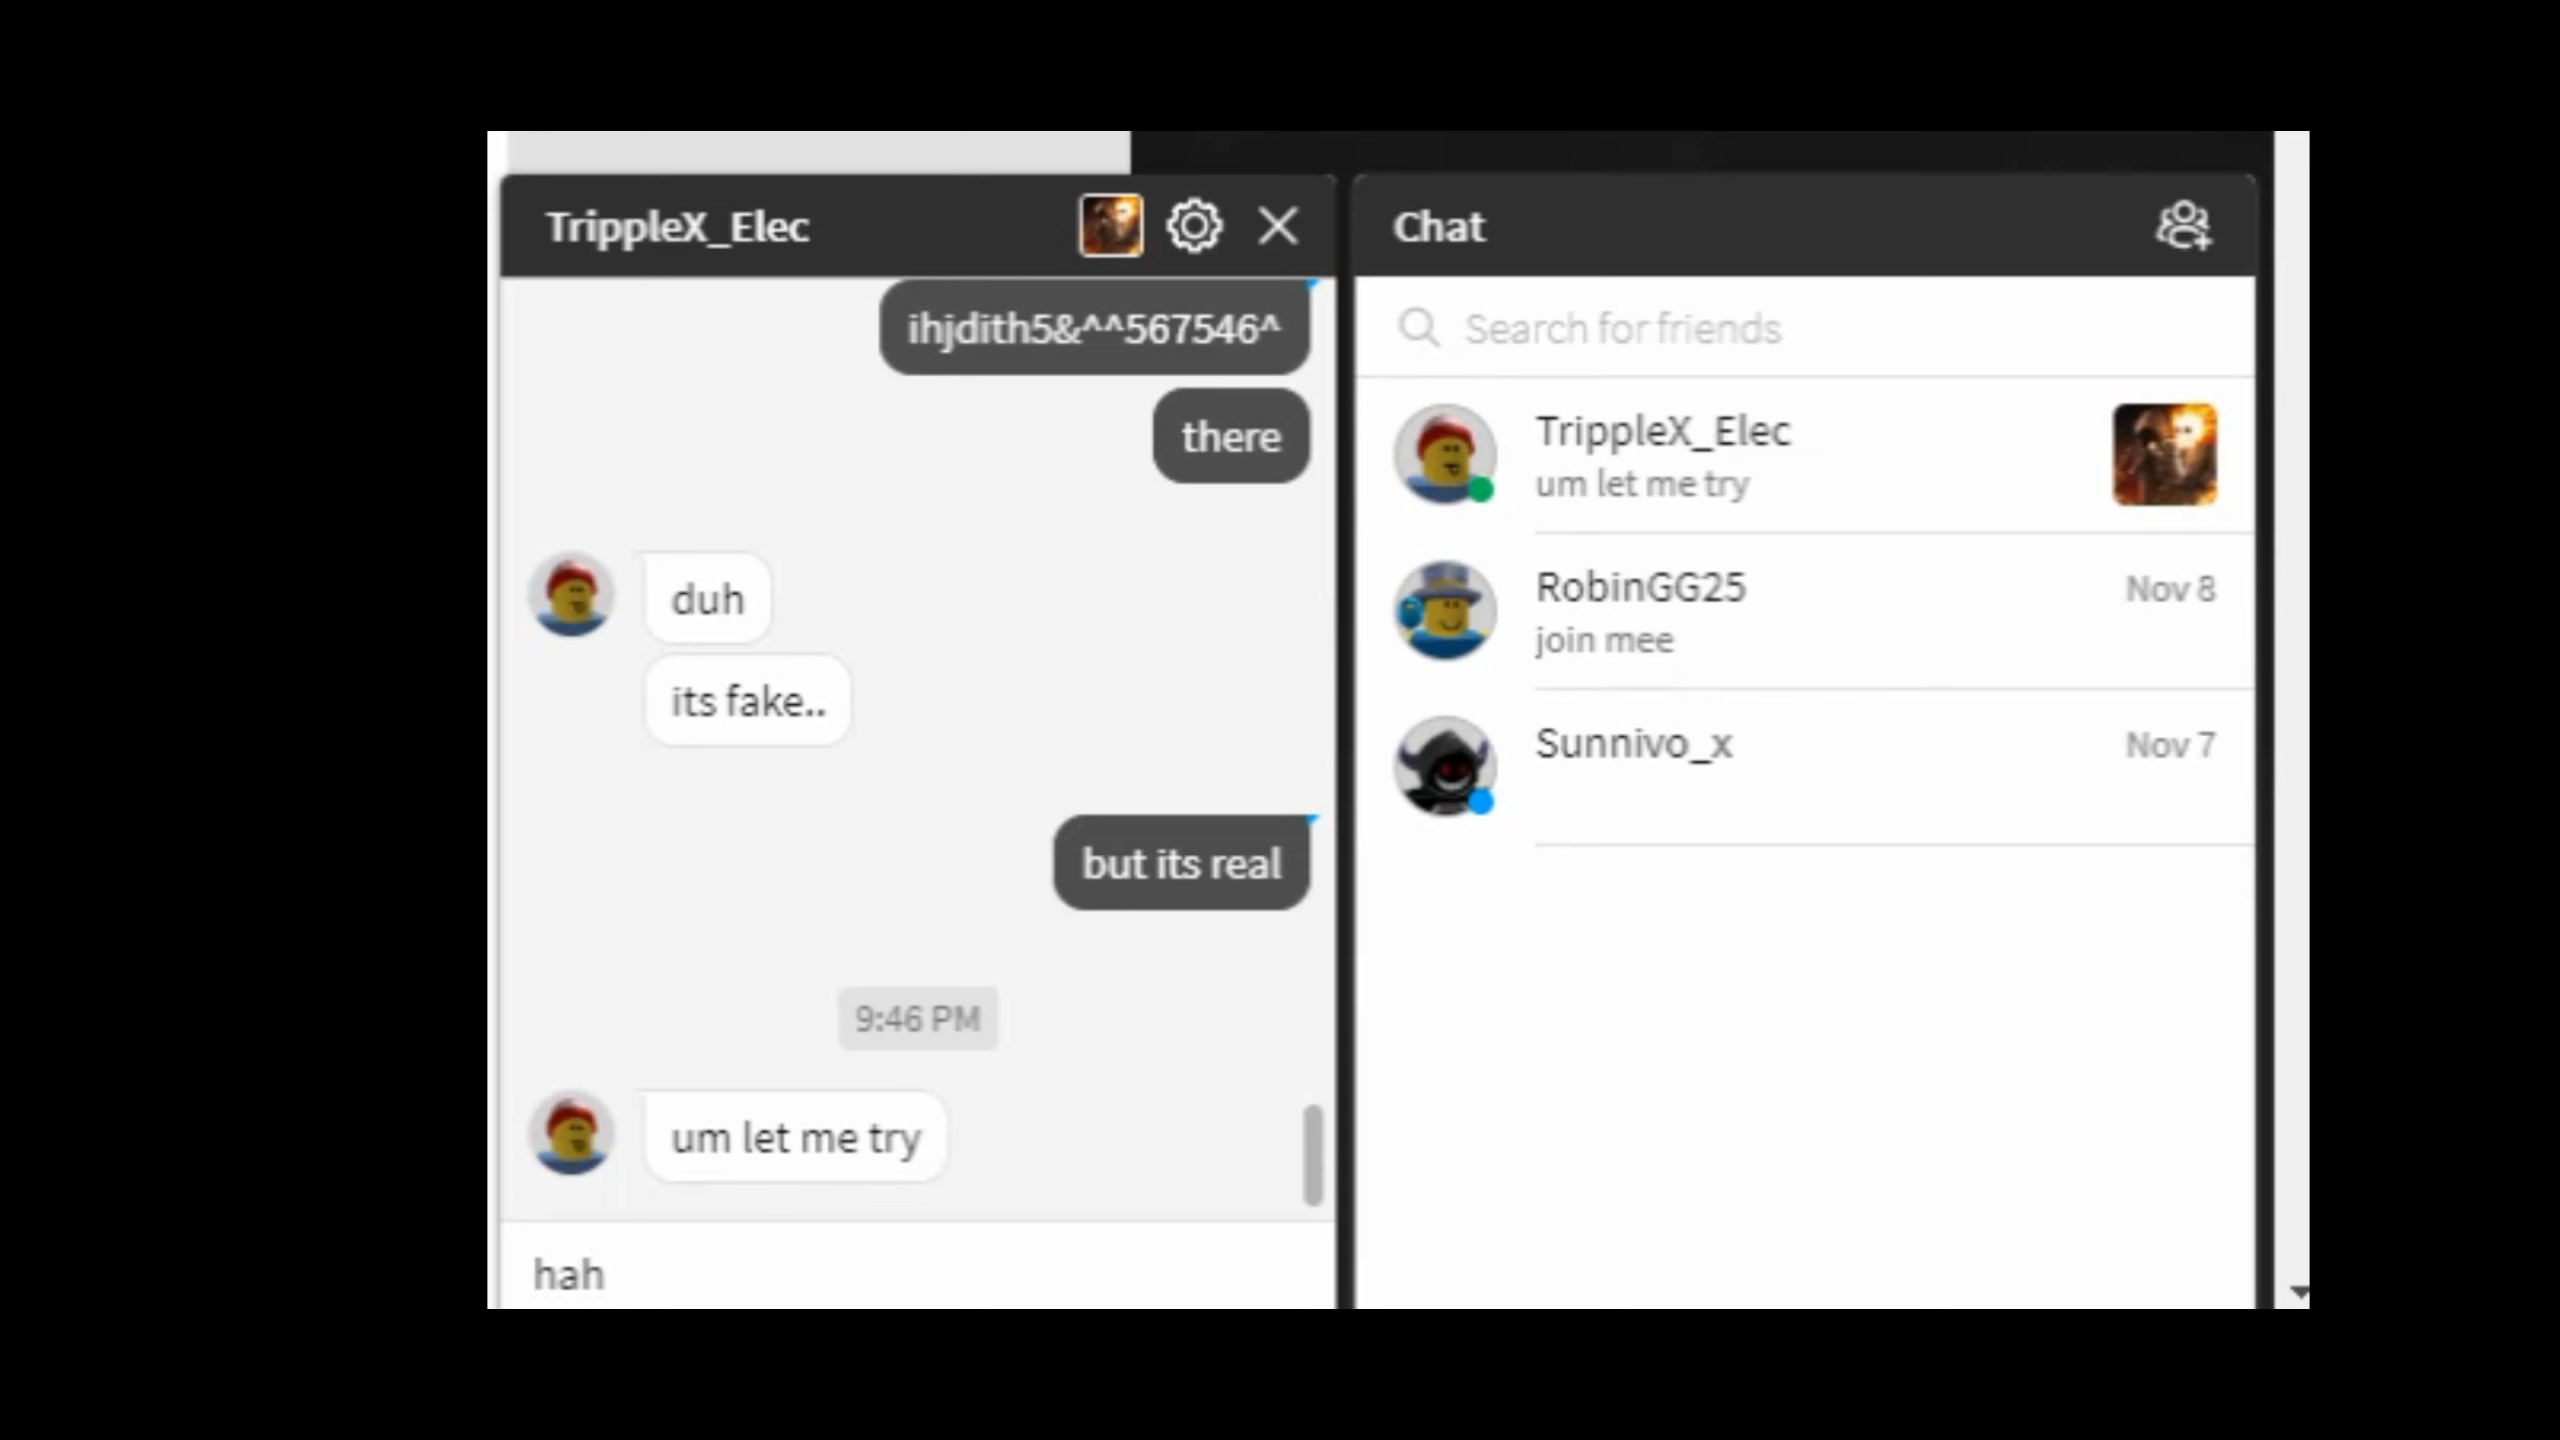 TrippleX_Elec
ihjdith5&^^567546^
there
duh
its fake..
but its real
9:46 PM
um let me try
hah
Chat
Search for friends
TrippleX_Elec
um let me try
RobinGG25
Nov 8
join mee
Sunnivo_x
Nov 7